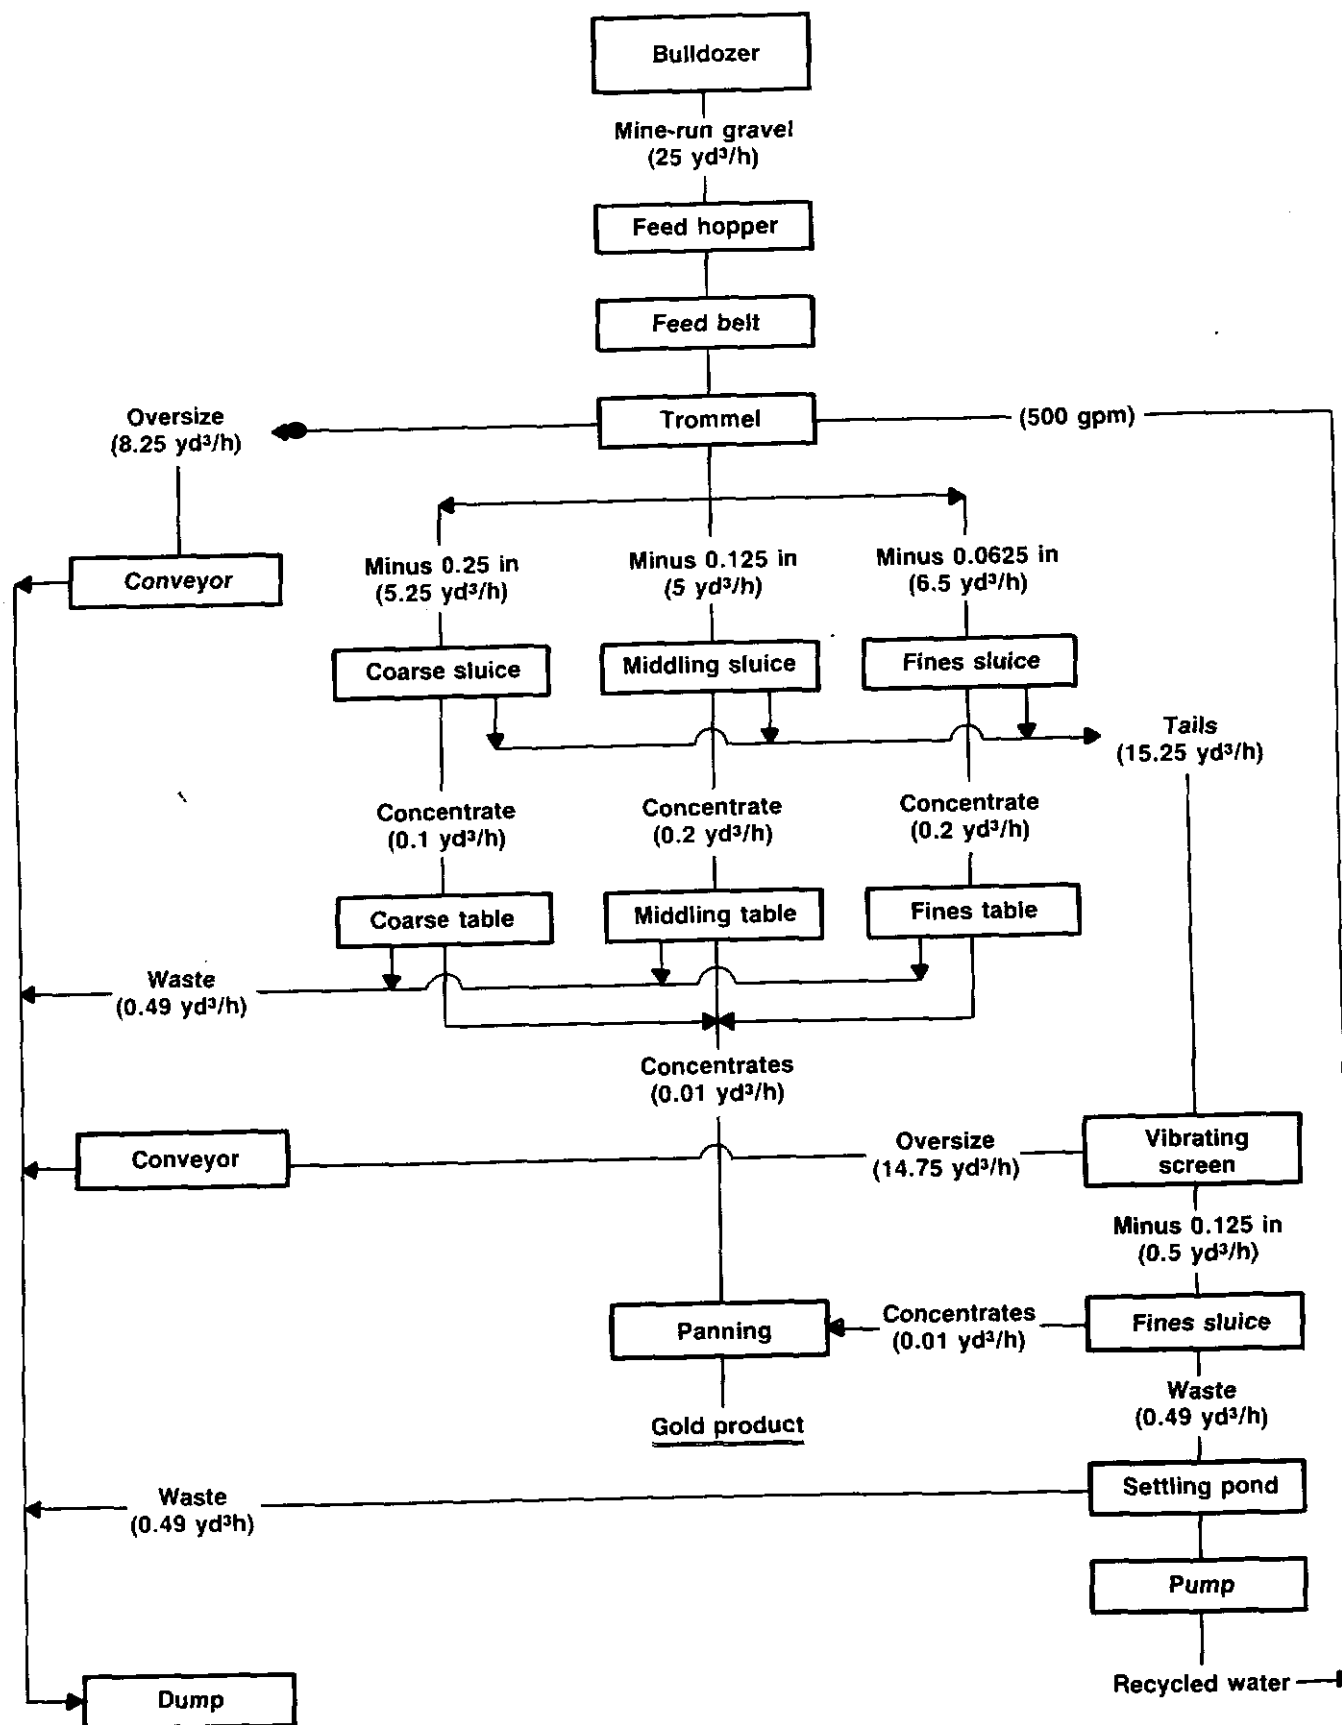 Bulldozer
Mine-run gravel
(25 yd³/h)
Feed hopper
Feed belt
Trommel
(500 gpm)
Oversize
(8.25 yd³/h)
Conveyor
Minus 0.25 in
(5.25 yd³/h)
Minus 0.125 in
(5 yd³/h)
Minus 0.0625 in
(6.5 yd³/h)
Coarse sluice
Middling sluice
Fines sluice
Tails
(15.25 yd³/h)
Concentrate
(0.1 yd³/h)
Concentrate
(0.2 yd³/h)
Concentrate
(0.2 yd³/h)
Coarse table
Middling table
Fines table
Waste
(0.49 yd³/h)
Concentrates
(0.01 yd³/h)
Conveyor
Oversize
(14.75 yd³/h)
Vibrating
screen
Minus 0.125 in
(0.5 yd³/h)
Panning
Concentrates
(0.01 yd³/h)
Fines sluice
Gold product
Waste
(0.49 yd³/h)
Waste
(0.49 yd³h)
Settling pond
Pump
Recycled water
Dump